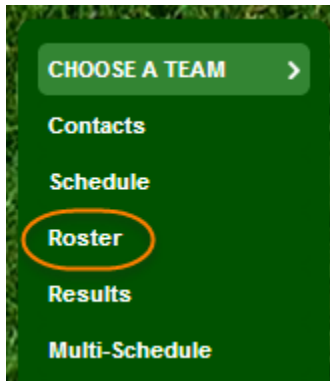 CHOOSE A TEAM
Contacts
Schedule
Roster
Results
Multi-Schedule